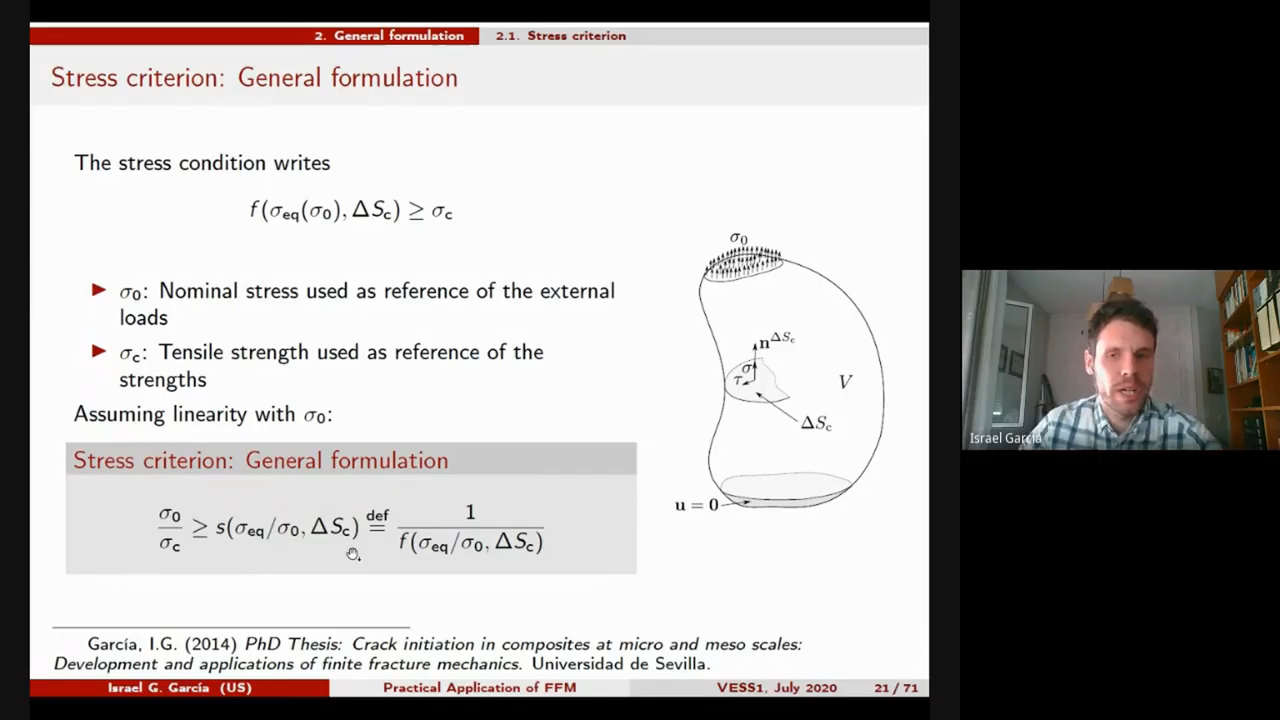 2. General formulation 2.1. Stress criterion
Stress criterion: General formulation
The stress condition writes
f(σeq(σ0), ΔSc) ≥ σc
▶ σ0: Nominal stress used as reference of the external
loads
▶ σc: Tensile strength used as reference of the
strengths
Assuming linearity with σ0:
Stress criterion: General formulation
σ0/σc ≥ s(σeq/σ0, ΔSc) def= 1/f(σeq/σ0, ΔSc)
σ0
n^ΔSc
σ
τ
V
ΔSc
u = 0
García, I.G. (2014) PhD Thesis: Crack initiation in composites at micro and meso scales:
Development and applications of finite fracture mechanics. Universidad de Sevilla.
Israel G. García (US) Practical Application of FFM VESS1, July 2020 21 / 71
Israel García